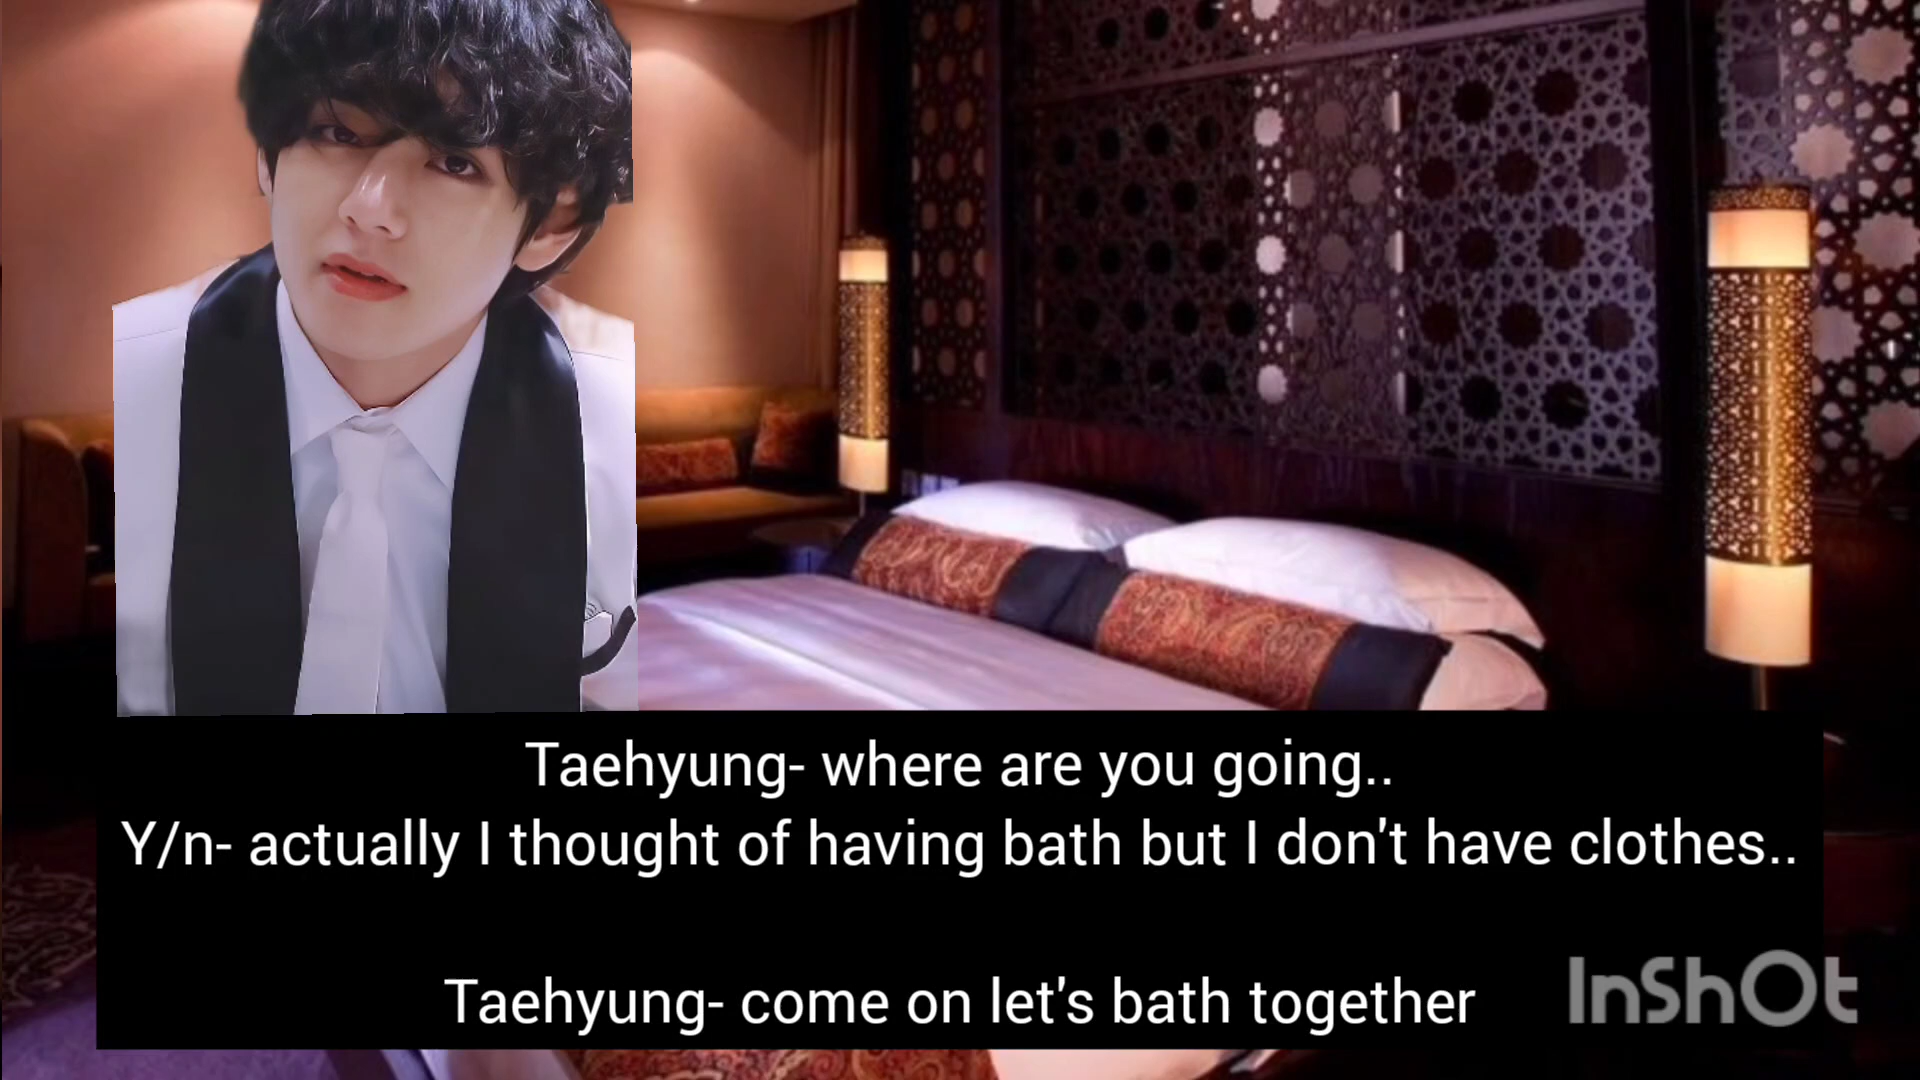 Taehyung- where are you going..
Y/n- actually I thought of having bath but I don't have clothes..
Taehyung- come on let's bath together
InShOt